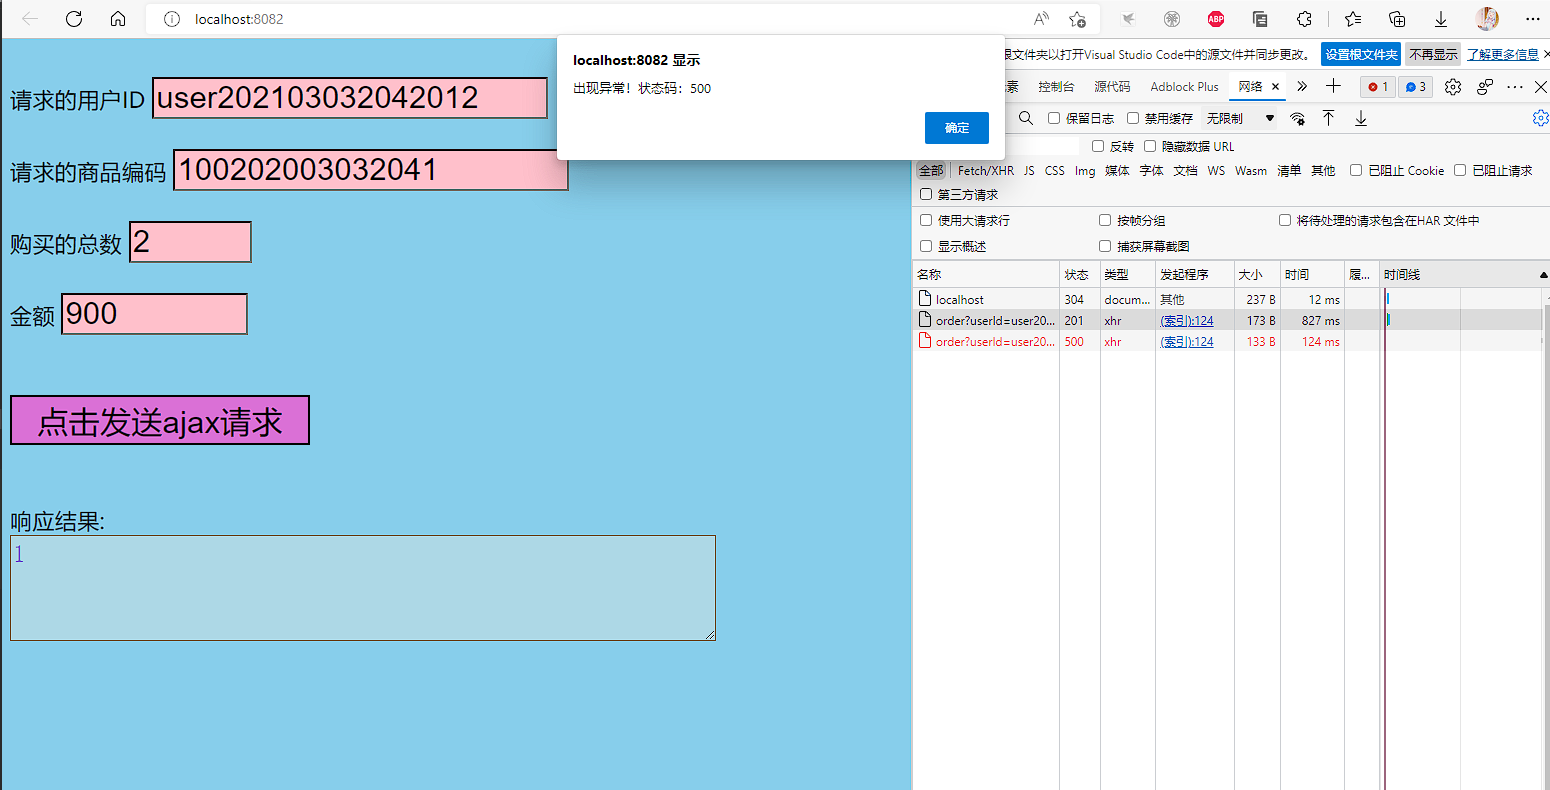 localhost:8082
localhost:8082 显示
出现异常！状态码：500
确定
请求的用户ID user202103032042012
请求的商品编码 100202003032041
购买的总数 2
金额 900
点击发送ajax请求
响应结果:
1
根文件夹以打开Visual Studio Code中的源文件并同步更改。 设置根文件夹 不再显示 了解更多信息
素 控制台 源代码 Adblock Plus 网络 1 3
保留日志 禁用缓存 无限制
反转 隐藏数据 URL
全部 Fetch/XHR JS CSS Img 媒体 字体 文档 WS Wasm 清单 其他 已阻止 Cookie 已阻止请求
第三方请求
使用大请求行 按帧分组 将待处理的请求包含在HAR 文件中
显示概述 捕获屏幕截图
名称 状态 类型 发起程序 大小 时间 履... 时间线
localhost 304 docum... 其他 237 B 12 ms
order?userId=user20... 201 xhr (索引):124 173 B 827 ms
order?userId=user20... 500 xhr (索引):124 133 B 124 ms